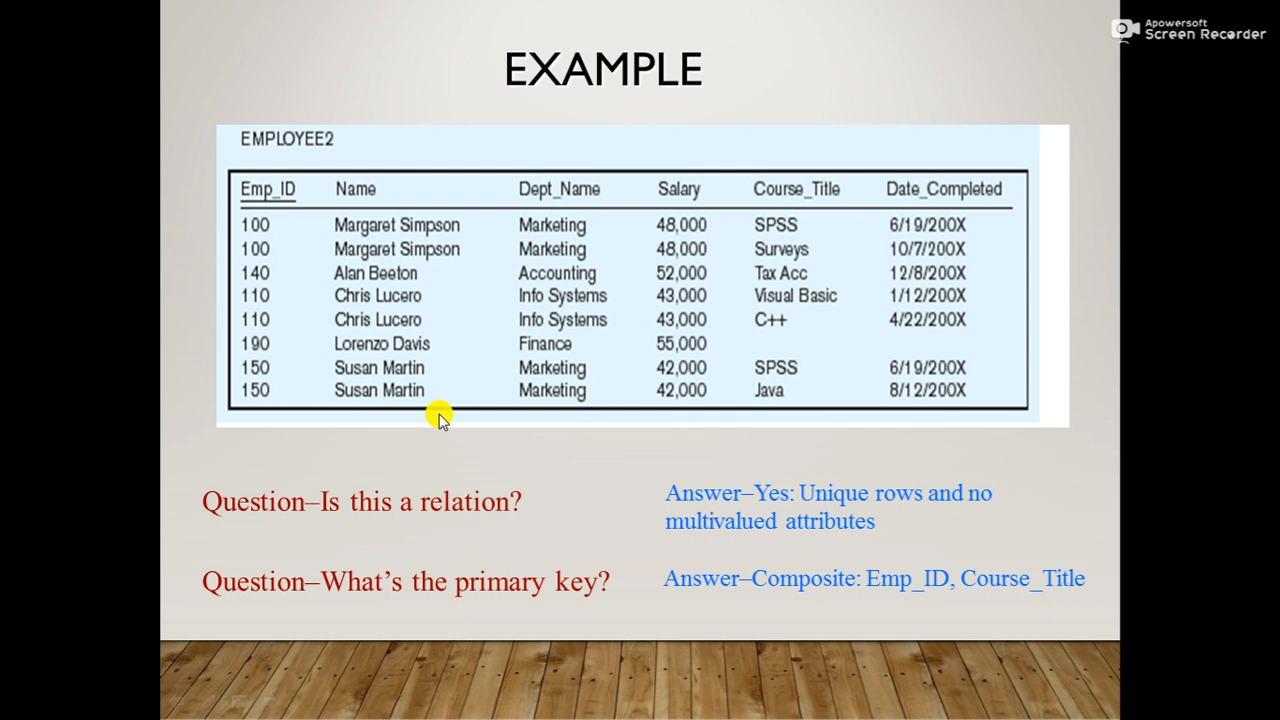 Apowersoft
Screen Recorder
EXAMPLE
EMPLOYEE2
Emp_ID Name Dept_Name Salary Course_Title Date_Completed
100 Margaret Simpson Marketing 48,000 SPSS 6/19/200X
100 Margaret Simpson Marketing 48,000 Surveys 10/7/200X
140 Alan Beeton Accounting 52,000 Tax Acc 12/8/200X
110 Chris Lucero Info Systems 43,000 Visual Basic 1/12/200X
110 Chris Lucero Info Systems 43,000 C++ 4/22/200X
190 Lorenzo Davis Finance 55,000
150 Susan Martin Marketing 42,000 SPSS 6/19/200X
150 Susan Martin Marketing 42,000 Java 8/12/200X
Question–Is this a relation?
Answer–Yes: Unique rows and no
multivalued attributes
Question–What's the primary key?
Answer–Composite: Emp_ID, Course_Title